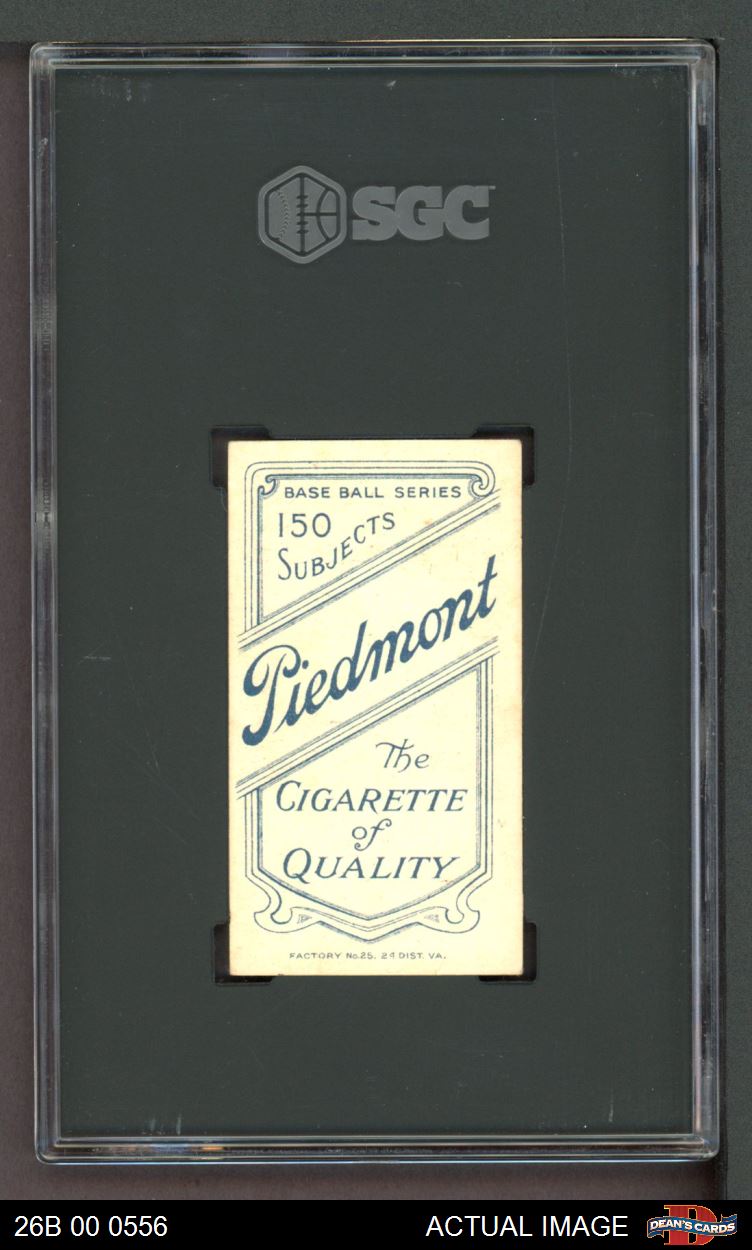 SGC
BASE BALL SERIES
150
SUBJECTS
Piedmont
The
CIGARETTE
of
QUALITY
FACTORY No.25. 2d DIST. VA.
26B 00 0556
ACTUAL IMAGE
DEAN'S CARDS